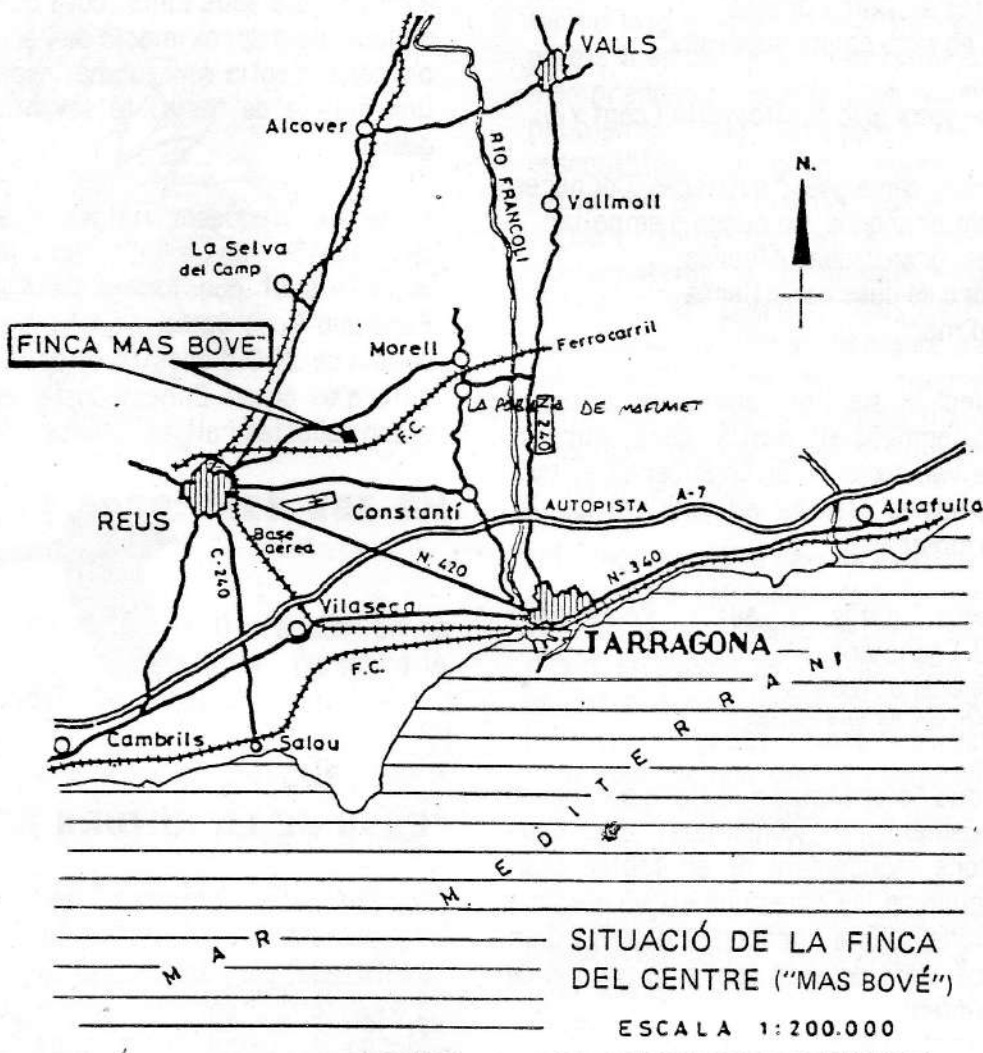 VALLS
Alcover
RIO FRANCOLI
Vallmoll
N.
La Selva
del Camp
FINCA MAS BOVE
Morell
Ferrocarril
LA POBLA DE MAFUMET
F.C.
240
REUS
Constantí
AUTOPISTA A-7
Altafulla
Base
aérea
C-240
N. 420
N-340
Vilaseca
TARRAGONA
F.C.
Cambrils
Salou
MAR MEDITERRANI
SITUACIÓ DE LA FINCA
DEL CENTRE ("MAS BOVÉ")
ESCALA 1:200.000